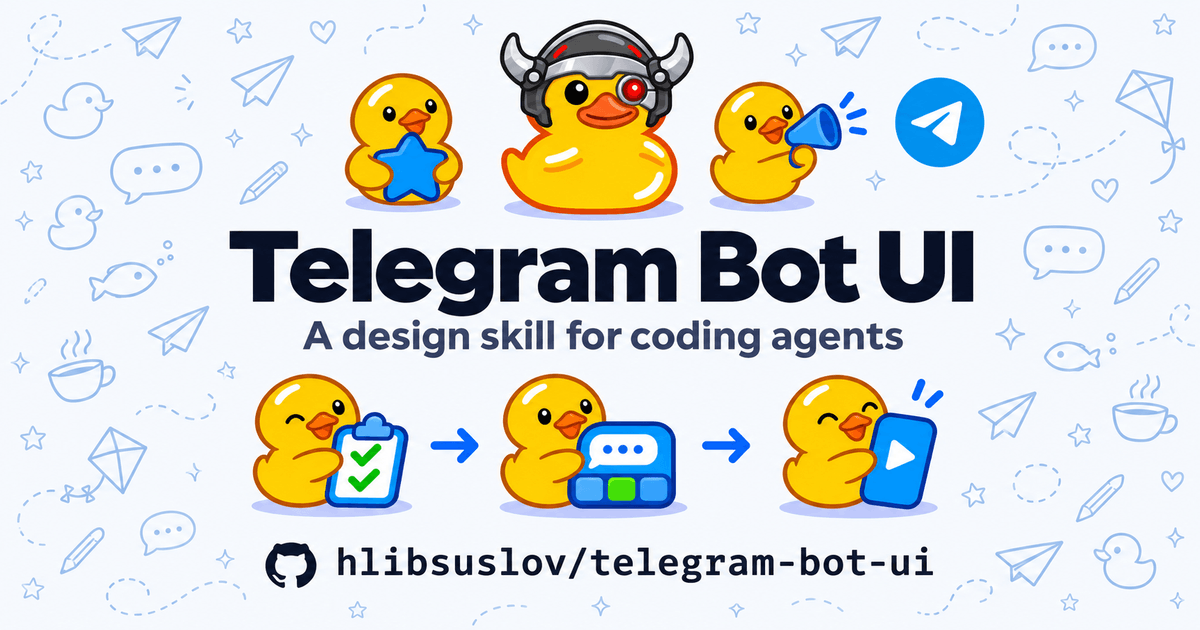 Telegram Bot UI
A design skill for coding agents
hlibsuslov/telegram-bot-ui